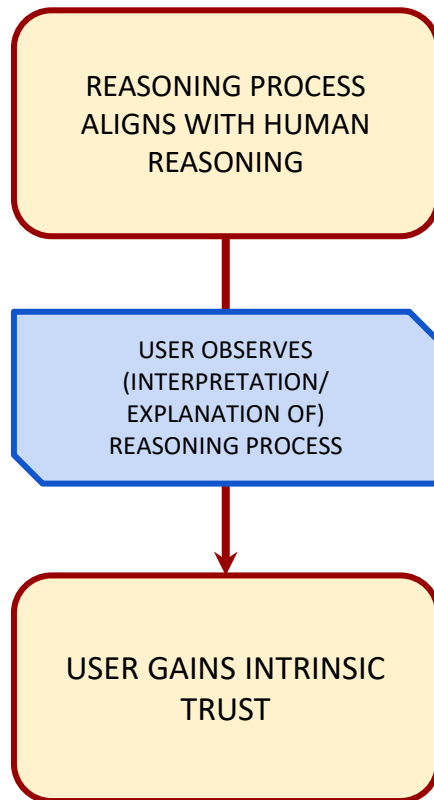 REASONING PROCESS
ALIGNS WITH HUMAN
REASONING
USER OBSERVES
(INTERPRETATION/
EXPLANATION OF)
REASONING PROCESS
USER GAINS INTRINSIC
TRUST